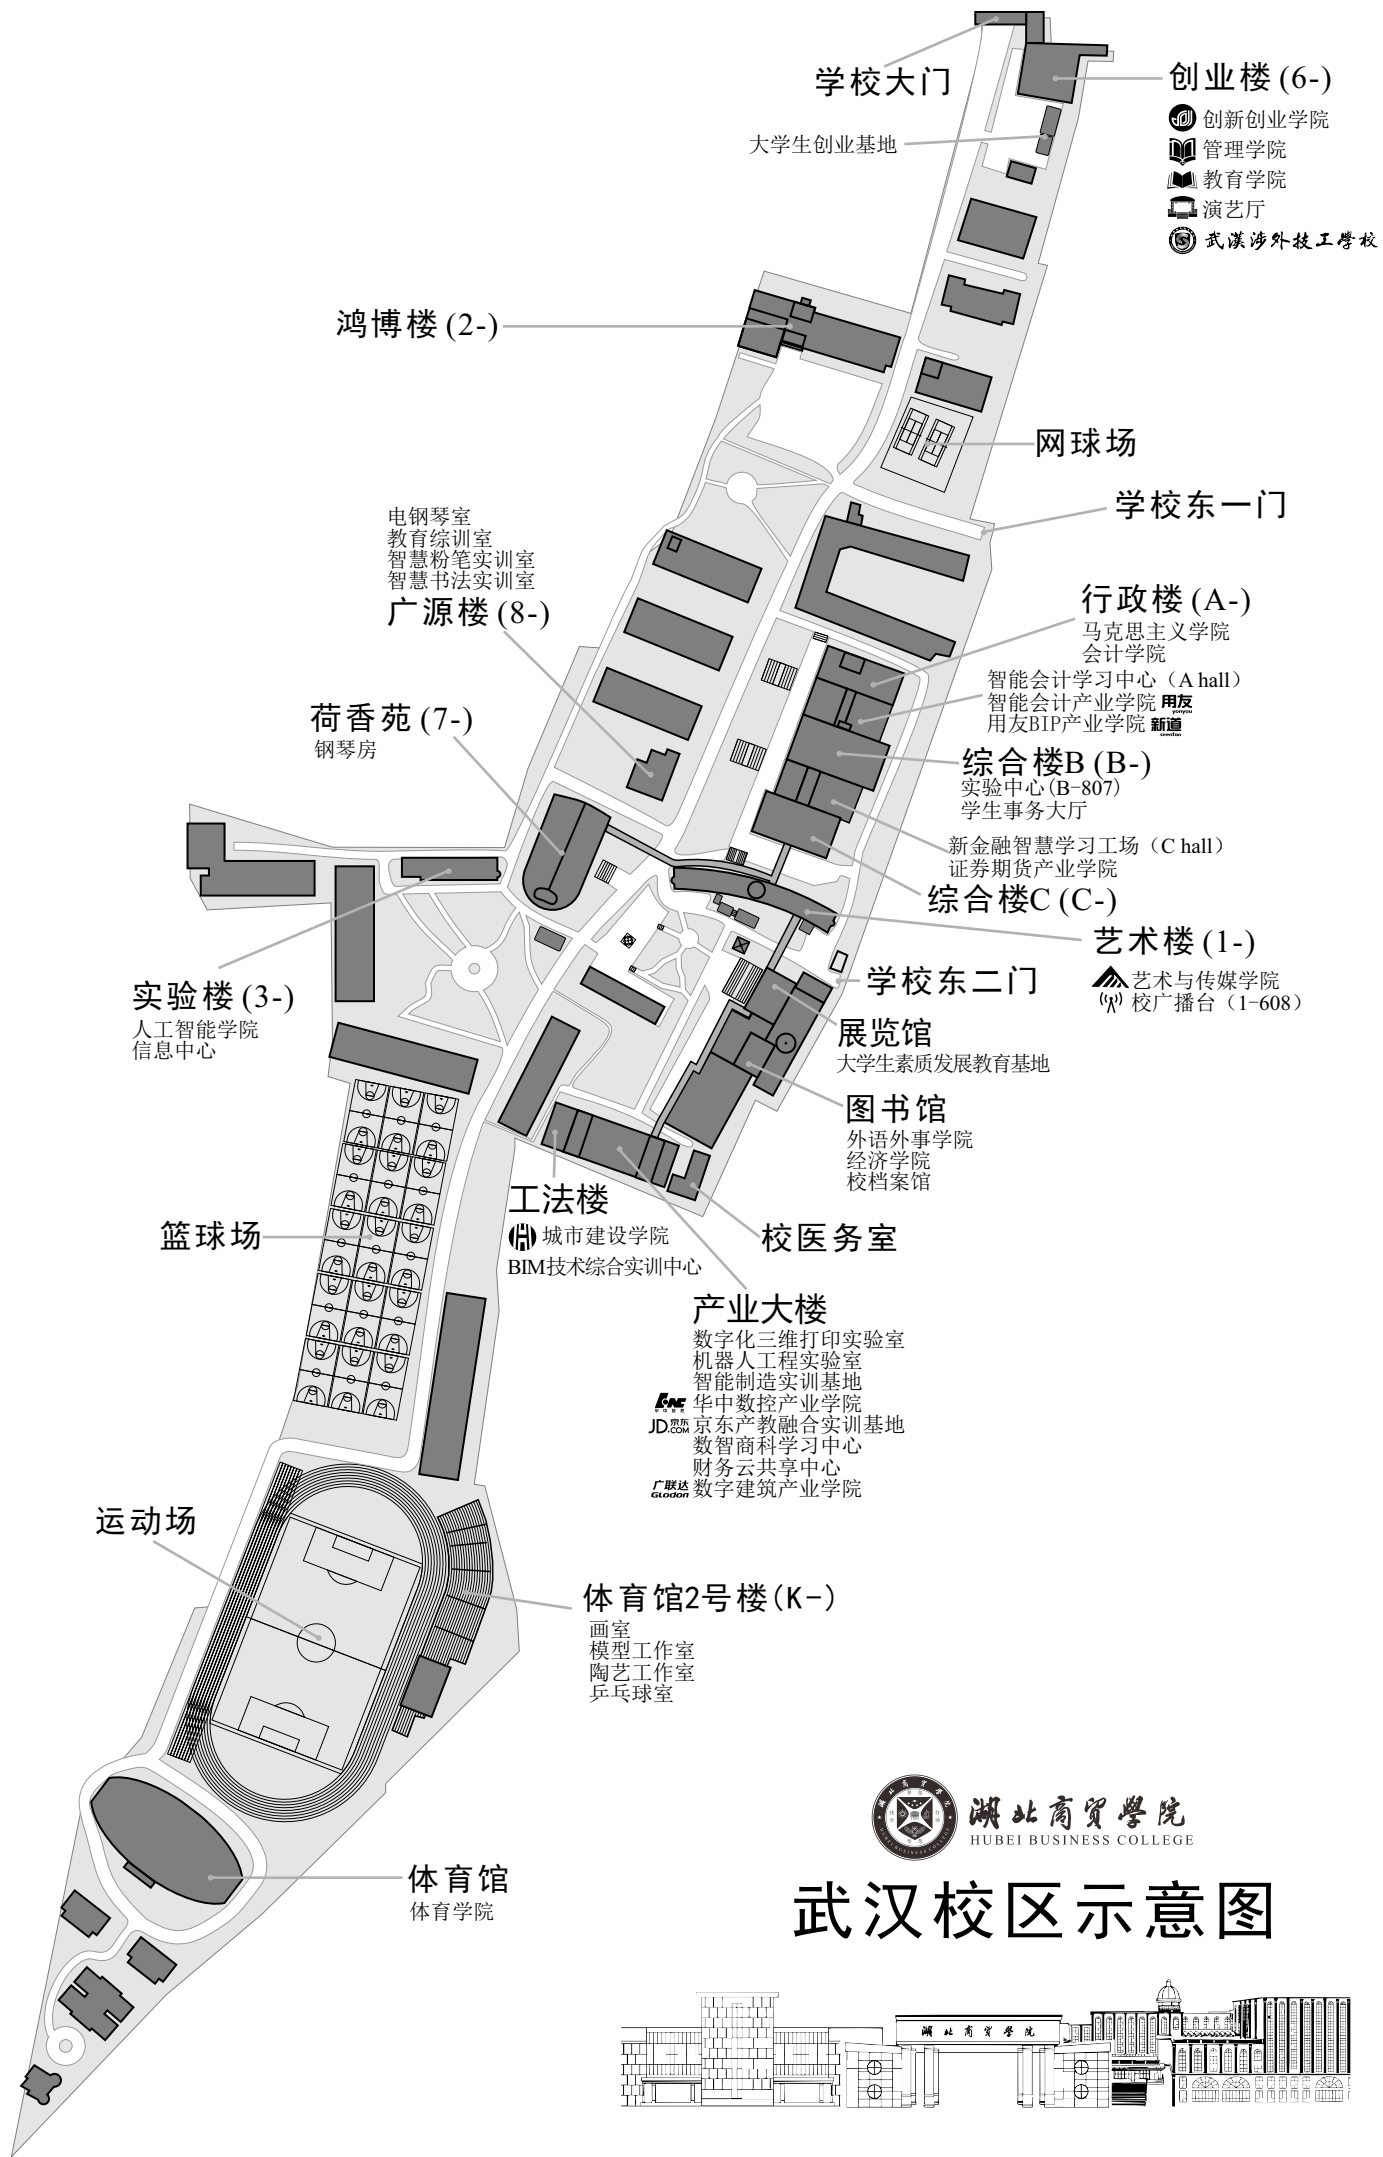 学校大门
创业楼 (6-)
创新创业学院
管理学院
教育学院
演艺厅
武漢涉外技工學校
大学生创业基地
鸿博楼 (2-)
网球场
学校东一门
电钢琴室
教育综训室
智慧粉笔实训室
智慧书法实训室
广源楼 (8-)
行政楼 (A-)
马克思主义学院
会计学院
智能会计学习中心（A hall）
智能会计产业学院 用友 yonyou
用友BIP产业学院 新道 seentao
荷香苑 (7-)
钢琴房
综合楼B (B-)
实验中心(B-807)
学生事务大厅
新金融智慧学习工场（C hall）
证券期货产业学院
综合楼C (C-)
艺术楼 (1-)
艺术与传媒学院
校广播台（1-608）
学校东二门
实验楼 (3-)
人工智能学院
信息中心
展览馆
大学生素质发展教育基地
图书馆
外语外事学院
经济学院
校档案馆
工法楼
城市建设学院
BIM技术综合实训中心
校医务室
篮球场
产业大楼
数字化三维打印实验室
机器人工程实验室
智能制造实训基地
HNC 华中数控 华中数控产业学院
JD.COM 京东 京东产教融合实训基地
数智商科学习中心
财务云共享中心
广联达 Glodon 数字建筑产业学院
运动场
体育馆2号楼(K-)
画室
模型工作室
陶艺工作室
乒乓球室
体育馆
体育学院
湖北商贸學院
HUBEI BUSINESS COLLEGE
武汉校区示意图
湖北商贸學院